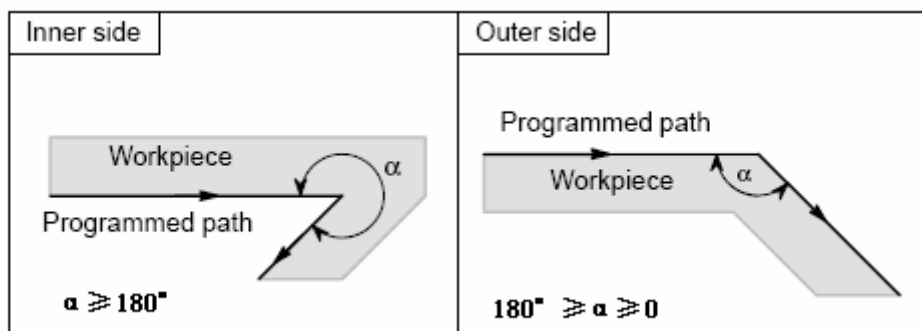 Inner side
Workpiece
α
Programmed path
α ≥ 180°
Outer side
Programmed path
α
Workpiece
180° ≥ α ≥ 0